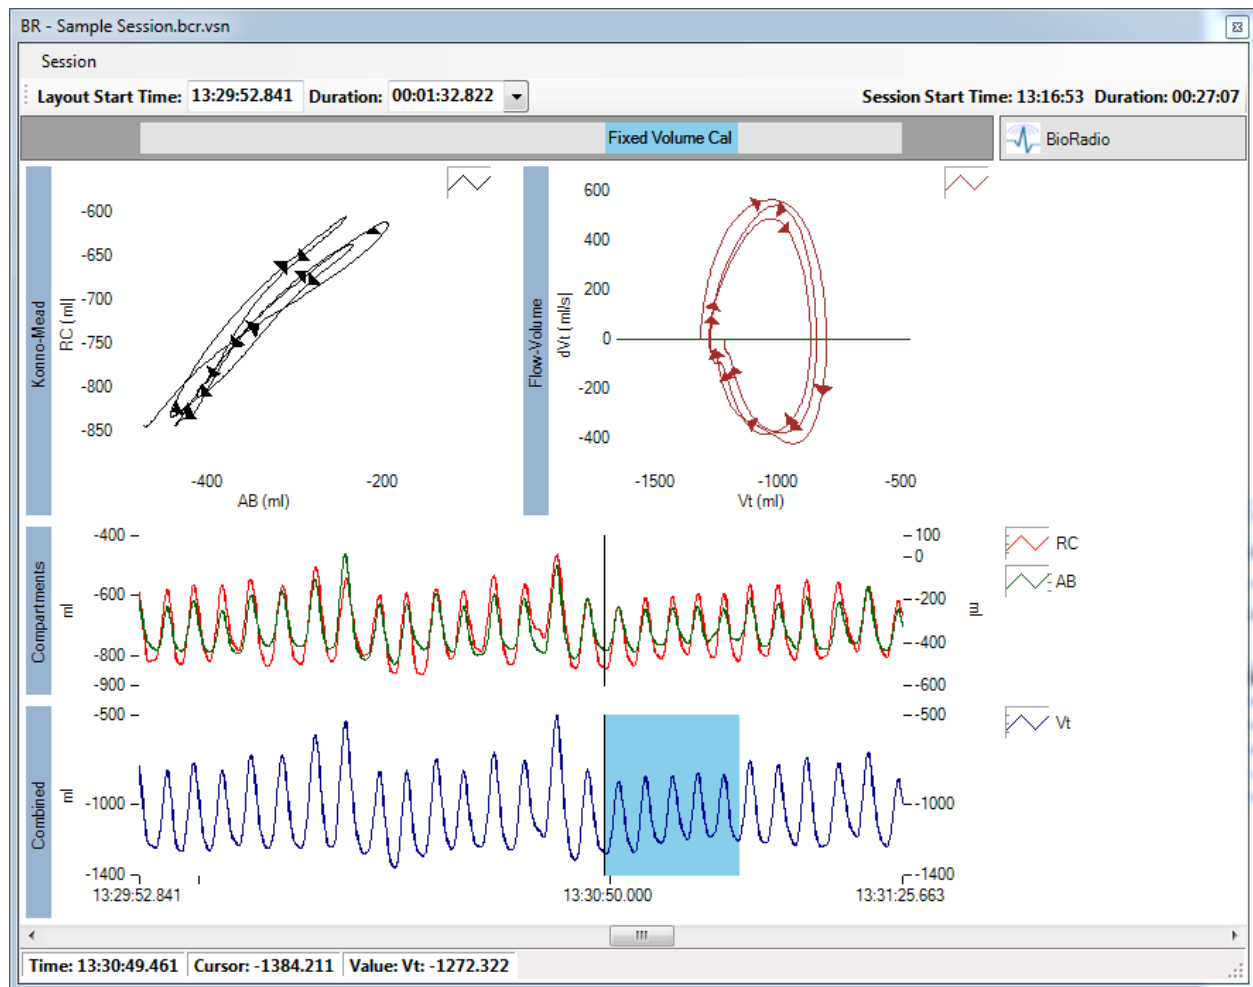 BR - Sample Session.bcr.vsn
Session
Layout Start Time: 13:29:52.841 Duration: 00:01:32.822 Session Start Time: 13:16:53 Duration: 00:27:07
Fixed Volume Cal
BioRadio
Konno-Mead
RC (ml)
-600
-650
-700
-750
-800
-850
-400 -200
AB (ml)
Flow-Volume
dVt (ml/s)
600
400
200
0
-200
-400
-1500 -1000 -500
Vt (ml)
Compartments
ml
-400
-600
-800
-900
100
0
-200
-400
-600
ml
RC
AB
Combined
ml
-500
-1000
-1400
-500
-1000
-1400
ml
Vt
13:29:52.841 13:30:50.000 13:31:25.663
Time: 13:30:49.461 Cursor: -1384.211 Value: Vt: -1272.322